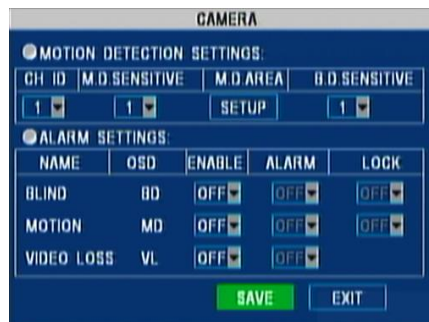 CAMERA
MOTION DETECTION SETTINGS:
CH ID M.D.SENSITIVE M.D.AREA B.D.SENSITIVE
1 1 SETUP 1
ALARM SETTINGS:
NAME OSD ENABLE ALARM LOCK
BLIND BD OFF OFF OFF
MOTION MD OFF OFF OFF
VIDEO LOSS VL OFF OFF
SAVE EXIT